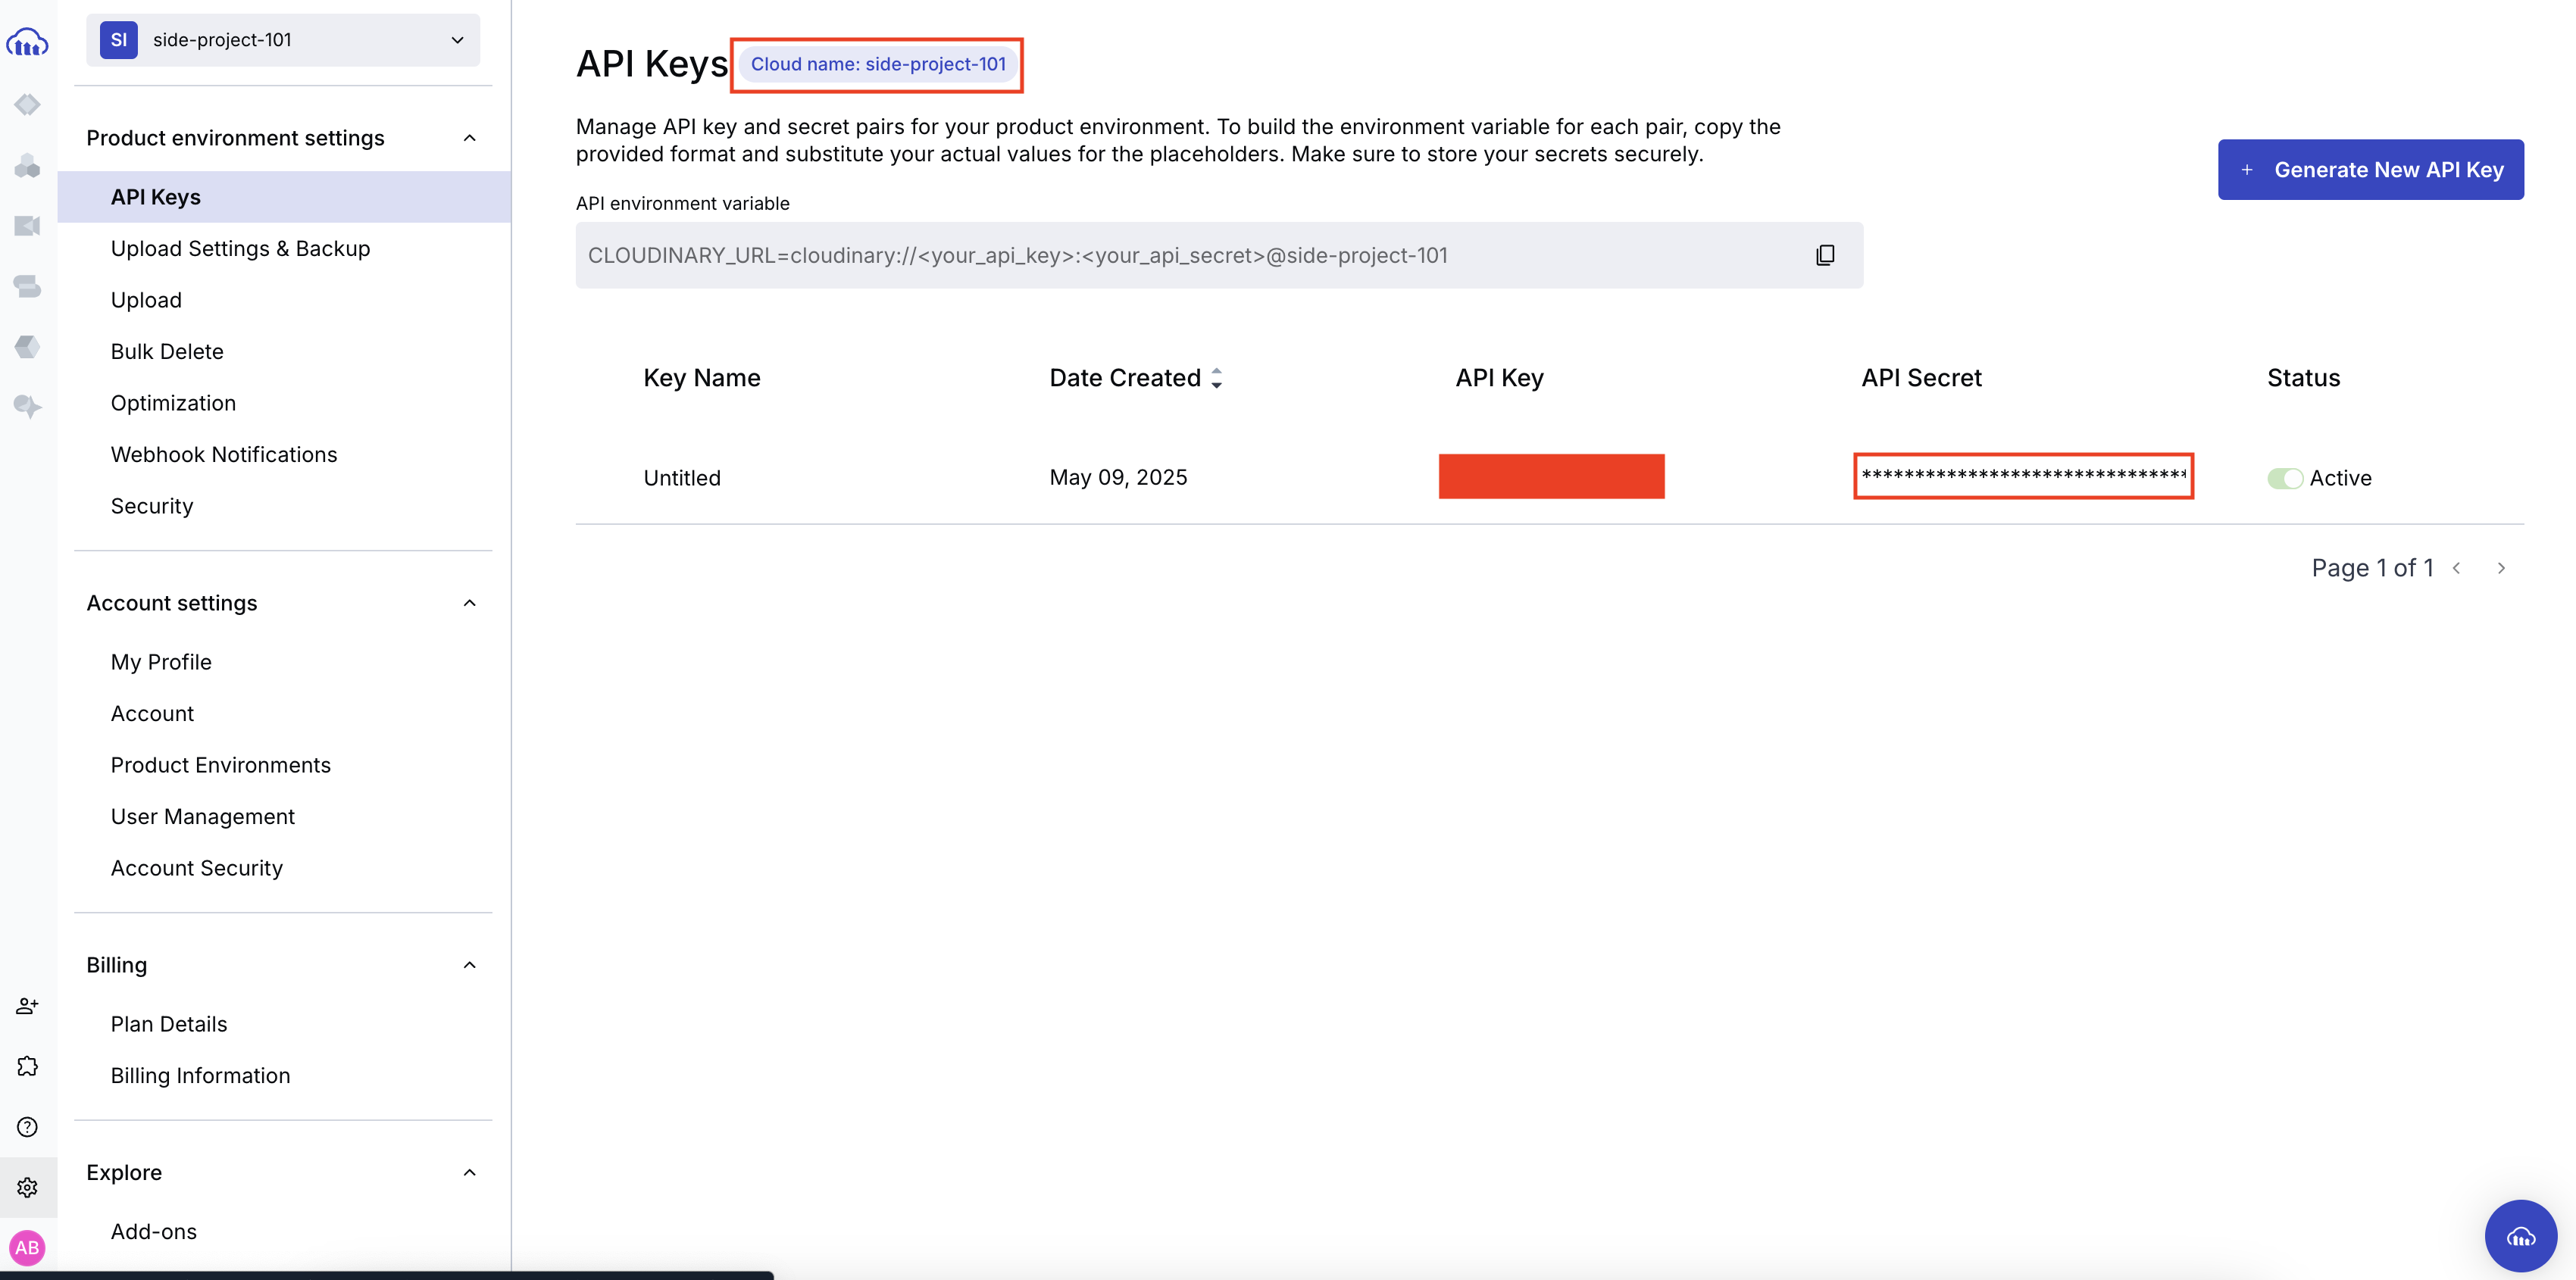 SI side-project-101
Product environment settings
API Keys
Upload Settings & Backup
Upload
Bulk Delete
Optimization
Webhook Notifications
Security
Account settings
My Profile
Account
Product Environments
User Management
Account Security
Billing
Plan Details
Billing Information
Explore
Add-ons
AB
API Keys Cloud name: side-project-101
Manage API key and secret pairs for your product environment. To build the environment variable for each pair, copy the
provided format and substitute your actual values for the placeholders. Make sure to store your secrets securely.
+ Generate New API Key
API environment variable
CLOUDINARY_URL=cloudinary://<your_api_key>:<your_api_secret>@side-project-101
Key Name Date Created API Key API Secret Status
Untitled May 09, 2025 ******************************* Active
Page 1 of 1